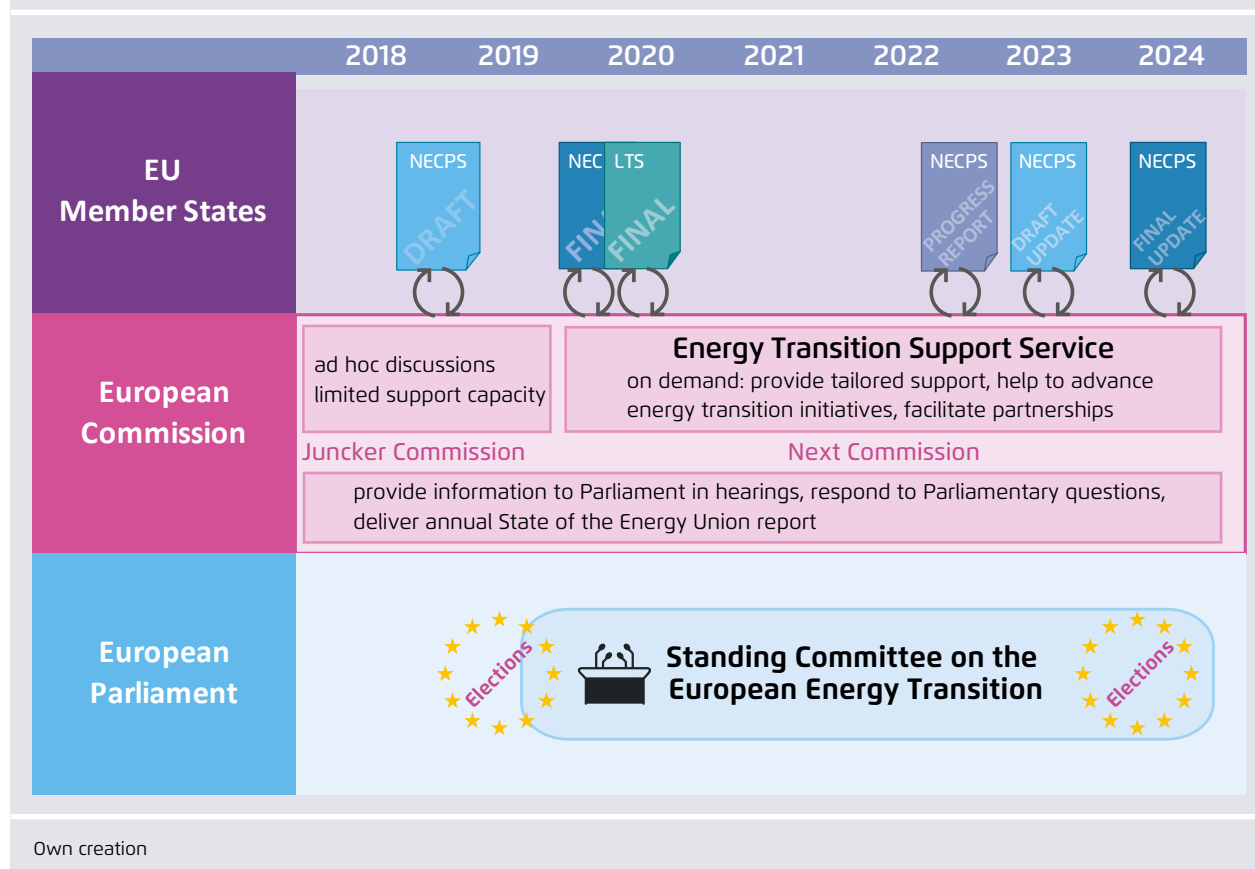 2018 2019 2020 2021 2022 2023 2024
EU
Member States
NECPS
DRAFT
NEC
FIN
LTS
FINAL
NECPS
PROGRESS
REPORT
NECPS
DRAFT
UPDATE
NECPS
FINAL
UPDATE
European
Commission
ad hoc discussions
limited support capacity
Energy Transition Support Service
on demand: provide tailored support, help to advance
energy transition initiatives, facilitate partnerships
Juncker Commission
Next Commission
provide information to Parliament in hearings, respond to Parliamentary questions,
deliver annual State of the Energy Union report
European
Parliament
Elections
Standing Committee on the
European Energy Transition
Elections
Own creation